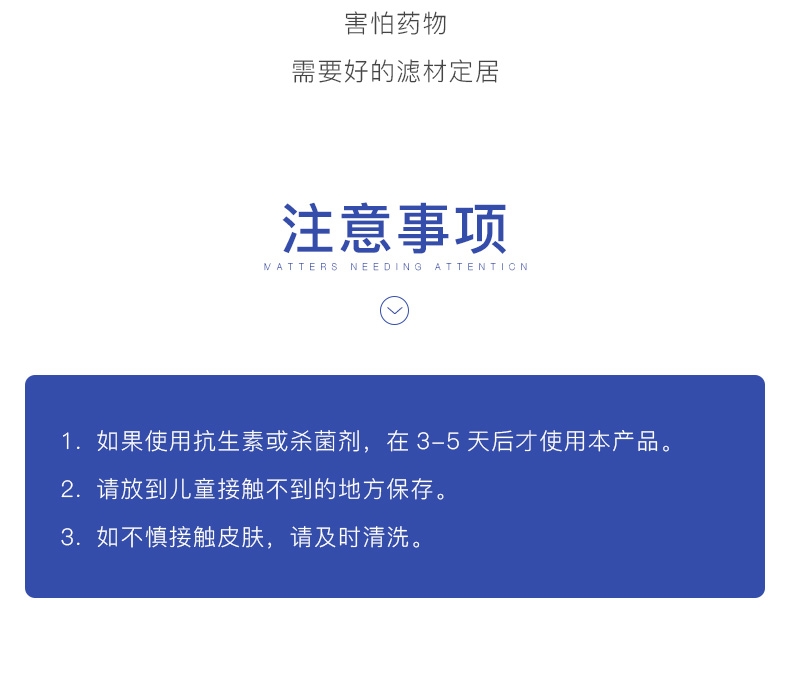 害怕药物
需要好的滤材定居
注意事项
MATTERS NEEDING ATTENTION
1. 如果使用抗生素或杀菌剂，在 3-5 天后才使用本产品。
2. 请放到儿童接触不到的地方保存。
3. 如不慎接触皮肤，请及时清洗。